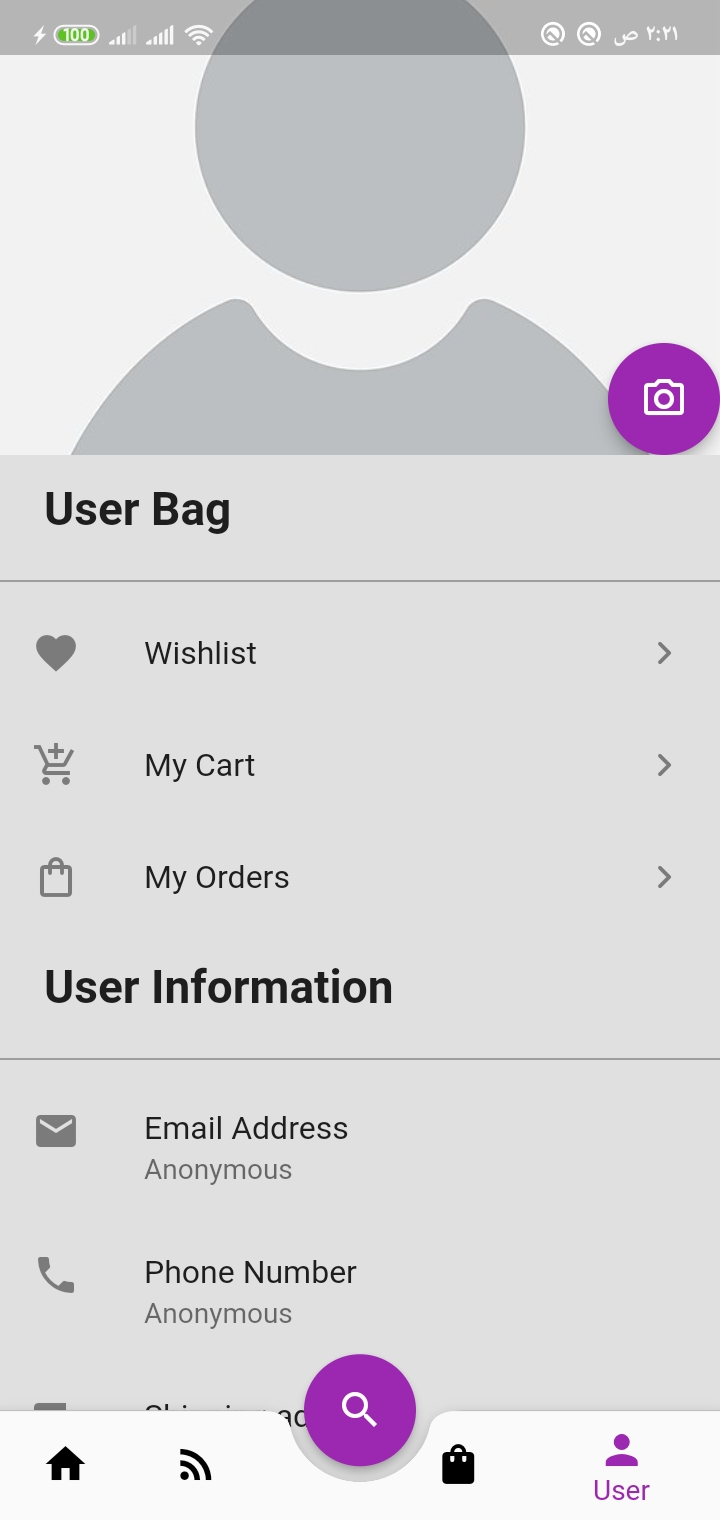 100
٢:٢١ ص
User Bag
Wishlist
My Cart
My Orders
User Information
Email Address
Anonymous
Phone Number
Anonymous
User